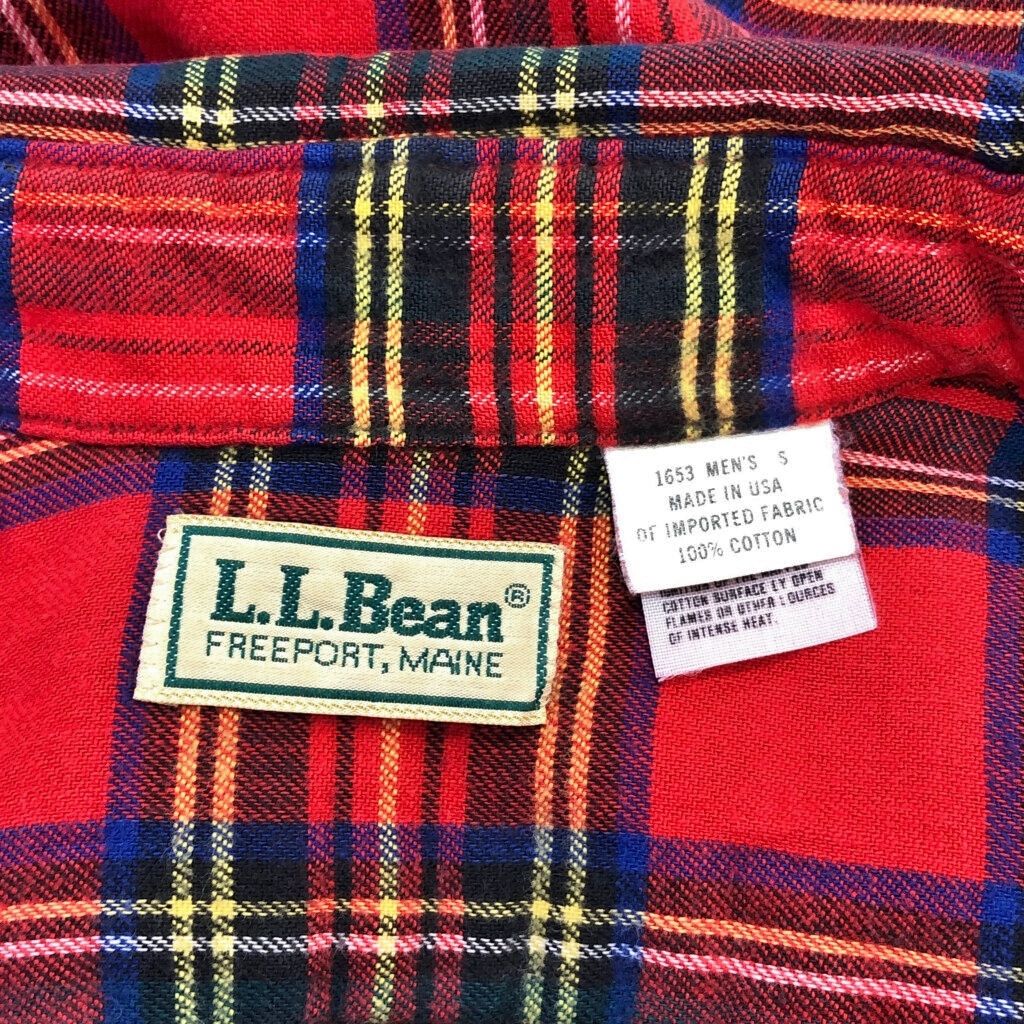 L.L.Bean®
FREEPORT, MAINE
1653 MEN'S S
MADE IN USA
OF IMPORTED FABRIC
100% COTTON
COTTON SURFACE
BY OPEN
FLAMES OR OTHER
OF INTENSE HEAT.